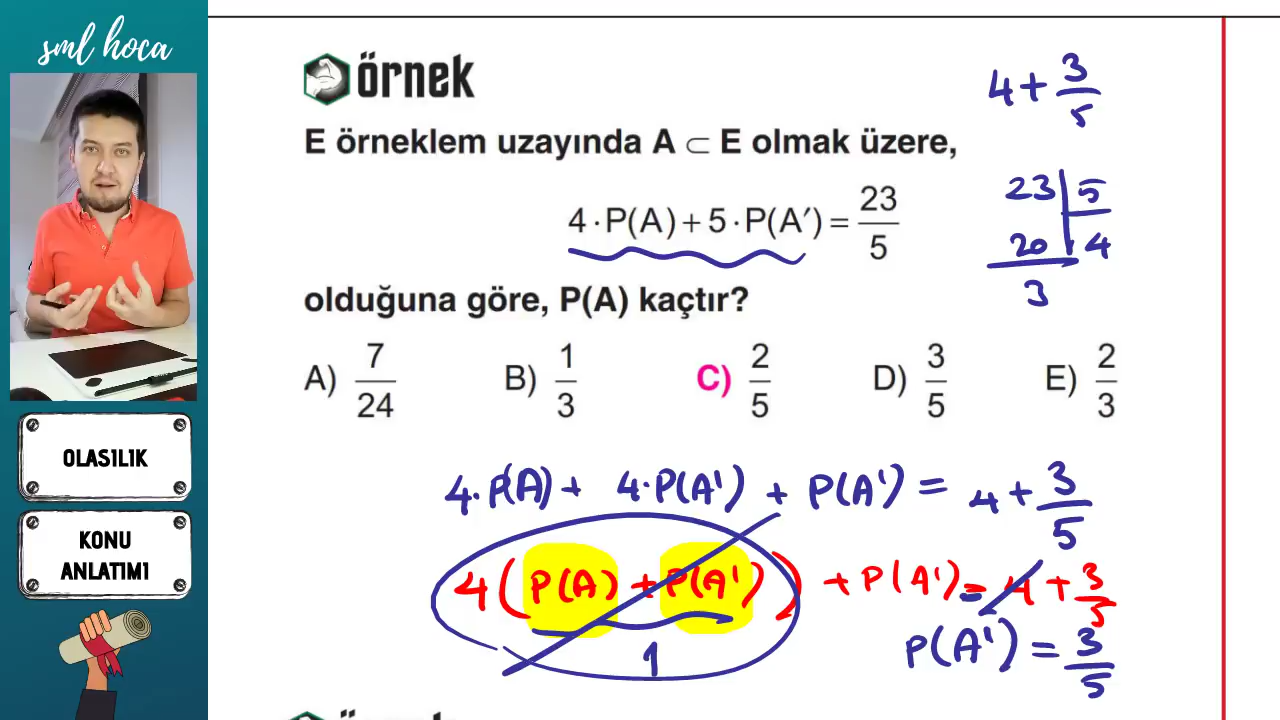 sml hoca
örnek
E örneklem uzayında A ⊂ E olmak üzere,
4·P(A)+5·P(A′)=23/5
olduğuna göre, P(A) kaçtır?
A) 7/24 B) 1/3 C) 2/5 D) 3/5 E) 2/3
4+3/5
23 5
20 4
3
4.P(A)+ 4.P(A') + P(A') = 4+3/5
4(P(A)+P(A')) +P(A')=4+3/5
1
P(A')=3/5
OLASILIK
KONU
ANLATIMI
örnek